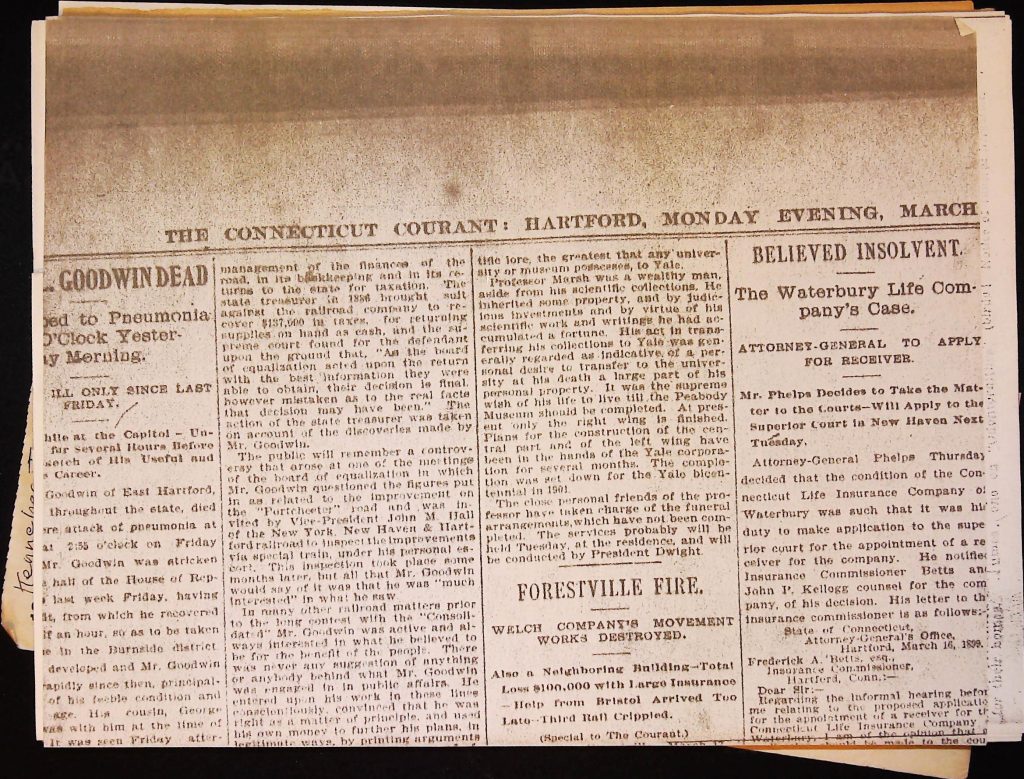 THE CONNECTICUT COURANT: HARTFORD, MONDAY EVENING, MARCH
GOODWIN DEAD
to Pneumonia
O'Clock Yester-
Morning.
ILL ONLY SINCE LAST
FRIDAY.
at the Capitol — Un-
for Several Hours Before
of His Useful and
Career.
Goodwin of East Hartford,
throughout the state, died
attack of pneumonia at
at 2:55 o'clock on Friday
Mr. Goodwin was stricken
hall of the House of Rep-
last week Friday, having
from which he recovered
an hour, so as to be taken
in the Burnside district
developed and Mr. Goodwin
rapidly since then, principal-
of his feeble condition and
age. His cousin, George
was with him at the time of
It was seen Friday after-
management of the finances of the
road, in its bookkeeping and in its re-
turns to the state for taxation. The
state treasurer in 1886 brought suit
against the railroad company to re-
cover $137,000 in taxes, for returning
supplies on hand as cash, and the su-
preme court found for the defendant
upon the ground that, "As the board
of equalization acted upon the return
with the best information they were
able to obtain, their decision is final,
however mistaken as to the real facts
that decision may have been." The
action of the state treasurer was taken
on account of the discoveries made by
Mr. Goodwin.
The public will remember a controv-
ersy that arose at one of the meetings
of the board of equalization in which
Mr. Goodwin questioned the figures put
in as related to the improvement on
the "Portchester" road and was in-
vited by Vice-President John M. Hall
of the New York, New Haven & Hart-
ford railroad to inspect the improvements
via special train, under his personal es-
cort. This inspection took place some
months later, but all that Mr. Goodwin
would say of it was that he was "much
interested" in what he saw.
In many other railroad matters prior
to the long contest with the "Consoli-
dated" Mr. Goodwin was active and al-
ways interested in what he believed to
be for the benefit of the people. There
was never any suggestion of anything
or anybody behind what Mr. Goodwin
was engaged in in public affairs. He
entered upon his work in these lines
convinced that he was
right as a matter of principle, and used
his own money to further his plans, in
legitimate ways, by printing arguments
tific lore, the greatest that any univer-
sity or museum possesses, to Yale.
Professor Marsh was a wealthy man,
aside from his scientific collections. He
inherited some property, and by judic-
ious investments and by virtue of his
scientific work and writings he had ac-
cumulated a fortune. His act in trans-
ferring his collections to Yale was gen-
erally regarded as indicative of a per-
sonal desire to transfer to the univer-
sity at his death a large part of his
personal property. It was the supreme
wish of his life to live till the Peabody
Museum should be completed. At pres-
ent only the right wing is finished.
Plans for the construction of the cen-
tral part and of the left wing have
been in the hands of the Yale corpora-
tion for several months. The comple-
tion was set down for the Yale bicen-
tennial in 1901.
The close personal friends of the pro-
fessor have taken charge of the funeral
arrangements, which have not been com-
pleted. The services probably will be
held Tuesday, at the residence, and will
be conducted by President Dwight.
FORESTVILLE FIRE.
WELCH COMPANY'S MOVEMENT
WORKS DESTROYED.
Also a Neighboring Building—Total
Loss $100,000 with Large Insurance
—Help from Bristol Arrived Too
Late—Third Rail Crippled.
(Special to The Courant.)
BELIEVED INSOLVENT.
The Waterbury Life Com-
pany's Case.
ATTORNEY-GENERAL TO APPLY
FOR RECEIVER.
Mr. Phelps Decides to Take the Mat-
ter to the Courts—Will Apply to the
Superior Court in New Haven Next
Tuesday.
Attorney-General Phelps Thursday
decided that the condition of the Con-
necticut Life Insurance Company of
Waterbury was such that it was his
duty to make application to the supe-
rior court for the appointment of a re-
ceiver for the company. He notified
Insurance Commissioner Betts and
John P. Kellogg counsel for the com-
pany, of his decision. His letter to the
insurance commissioner is as follows:—
State of Connecticut,
Attorney-General's Office,
Hartford, March 16, 1899.
Frederick A. Betts, esq.,
Insurance Commissioner,
Hartford, Conn.:—
Dear Sir:—
Regarding the informal hearing before
me relating to the proposed applicatio
for the appointment of a receiver for th
Connecticut Life Insurance Company
Waterbury, I am of the opinion that
should be made to the cou